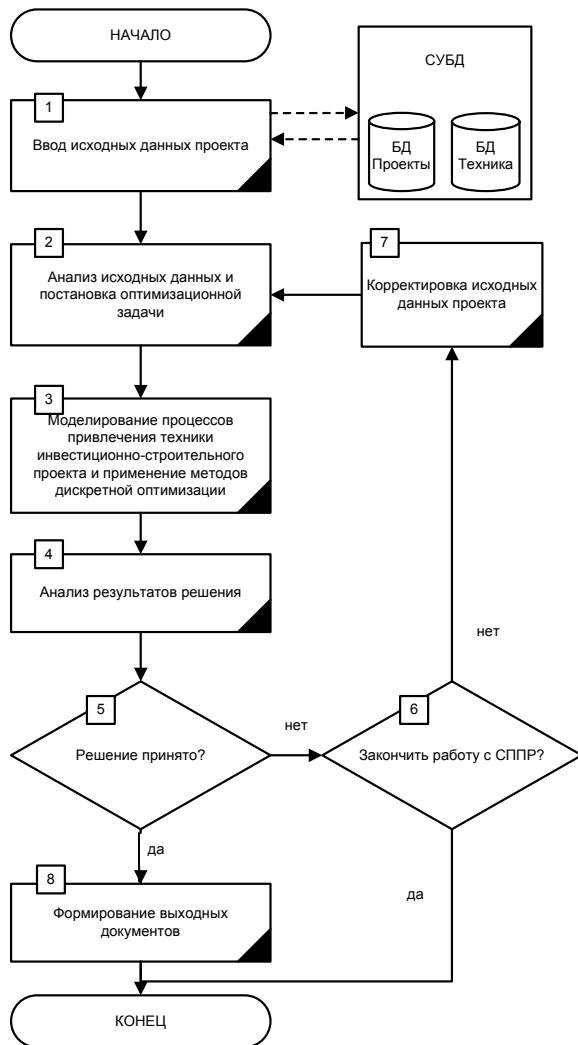 НАЧАЛО
СУБД
БД
Проекты
БД
Техника
1
Ввод исходных данных проекта
2
Анализ исходных данных и
постановка оптимизационной
задачи
7
Корректировка исходных
данных проекта
3
Моделирование процессов
привлечения техники
инвестиционно-строительного
проекта и применение методов
дискретной оптимизации
4
Анализ результатов решения
нет
5
Решение принято?
нет
6
Закончить работу с СППР?
да
да
8
Формирование выходных
документов
КОНЕЦ